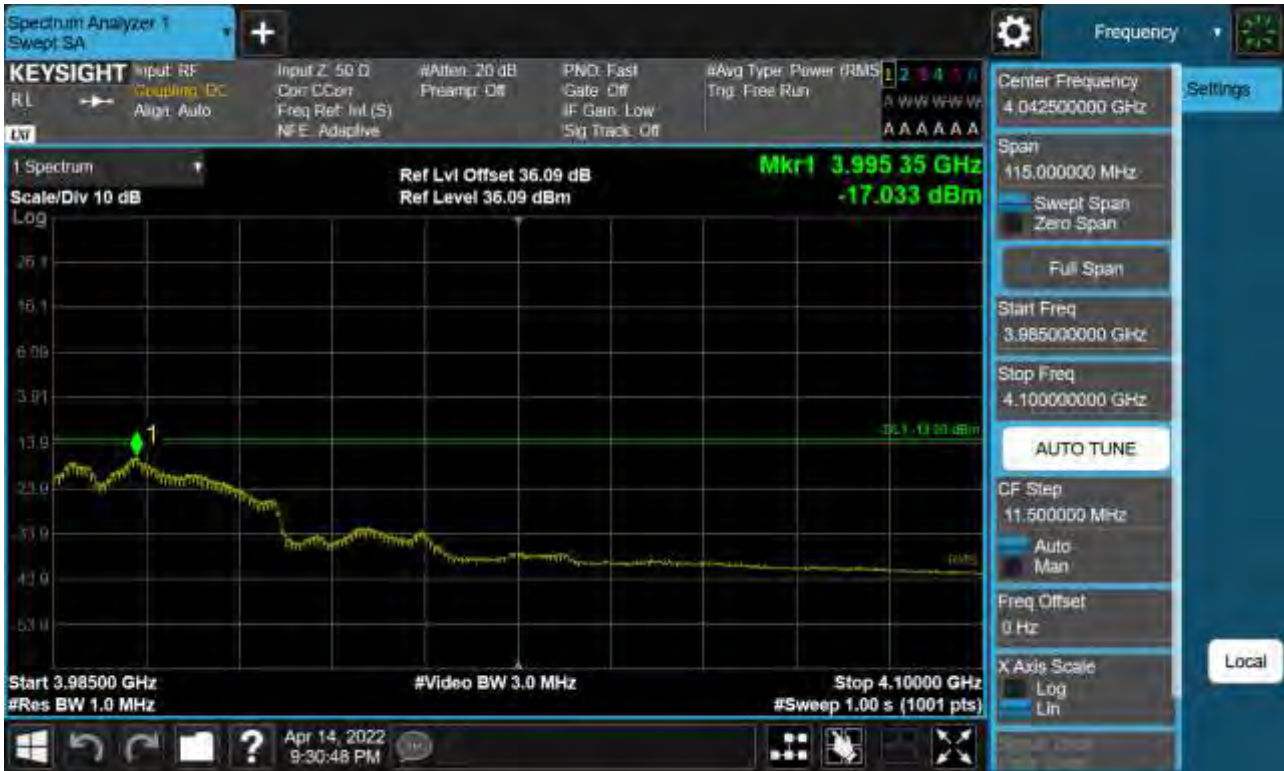 Spectrum Analyzer 1
Swept SA
+
Frequency
KEYSIGHT
RL
LXI
Input: RF
Coupling: DC
Align: Auto
Input Z: 50 Ω
Corr CCorr
Freq Ref: Int (S)
NFE: Adaptive
#Atten: 20 dB
Preamp: Off
PNO: Fast
Gate: Off
IF Gain: Low
Sig Track: Off
#Avg Type: Power (RMS
Trig: Free Run
1 2 3 4 5 6
A W W W W W
A A A A A A
1 Spectrum
Scale/Div 10 dB
Ref Lvl Offset 36.09 dB
Ref Level 36.09 dBm
Mkr1 3.995 35 GHz
-17.033 dBm
Log
26.1
16.1
6.09
-3.91
-13.9
-23.9
-33.9
-43.9
-53.9
1
DL1 -13.00 dBm
RMS
Start 3.98500 GHz
#Video BW 3.0 MHz
Stop 4.10000 GHz
#Res BW 1.0 MHz
#Sweep 1.00 s (1001 pts)
?
Apr 14, 2022
9:30:48 PM
Center Frequency
4.042500000 GHz
Settings
Span
115.000000 MHz
Swept Span
Zero Span
Full Span
Start Freq
3.985000000 GHz
Stop Freq
4.100000000 GHz
AUTO TUNE
CF Step
11.500000 MHz
Auto
Man
Freq Offset
0 Hz
X Axis Scale
Log
Lin
Local